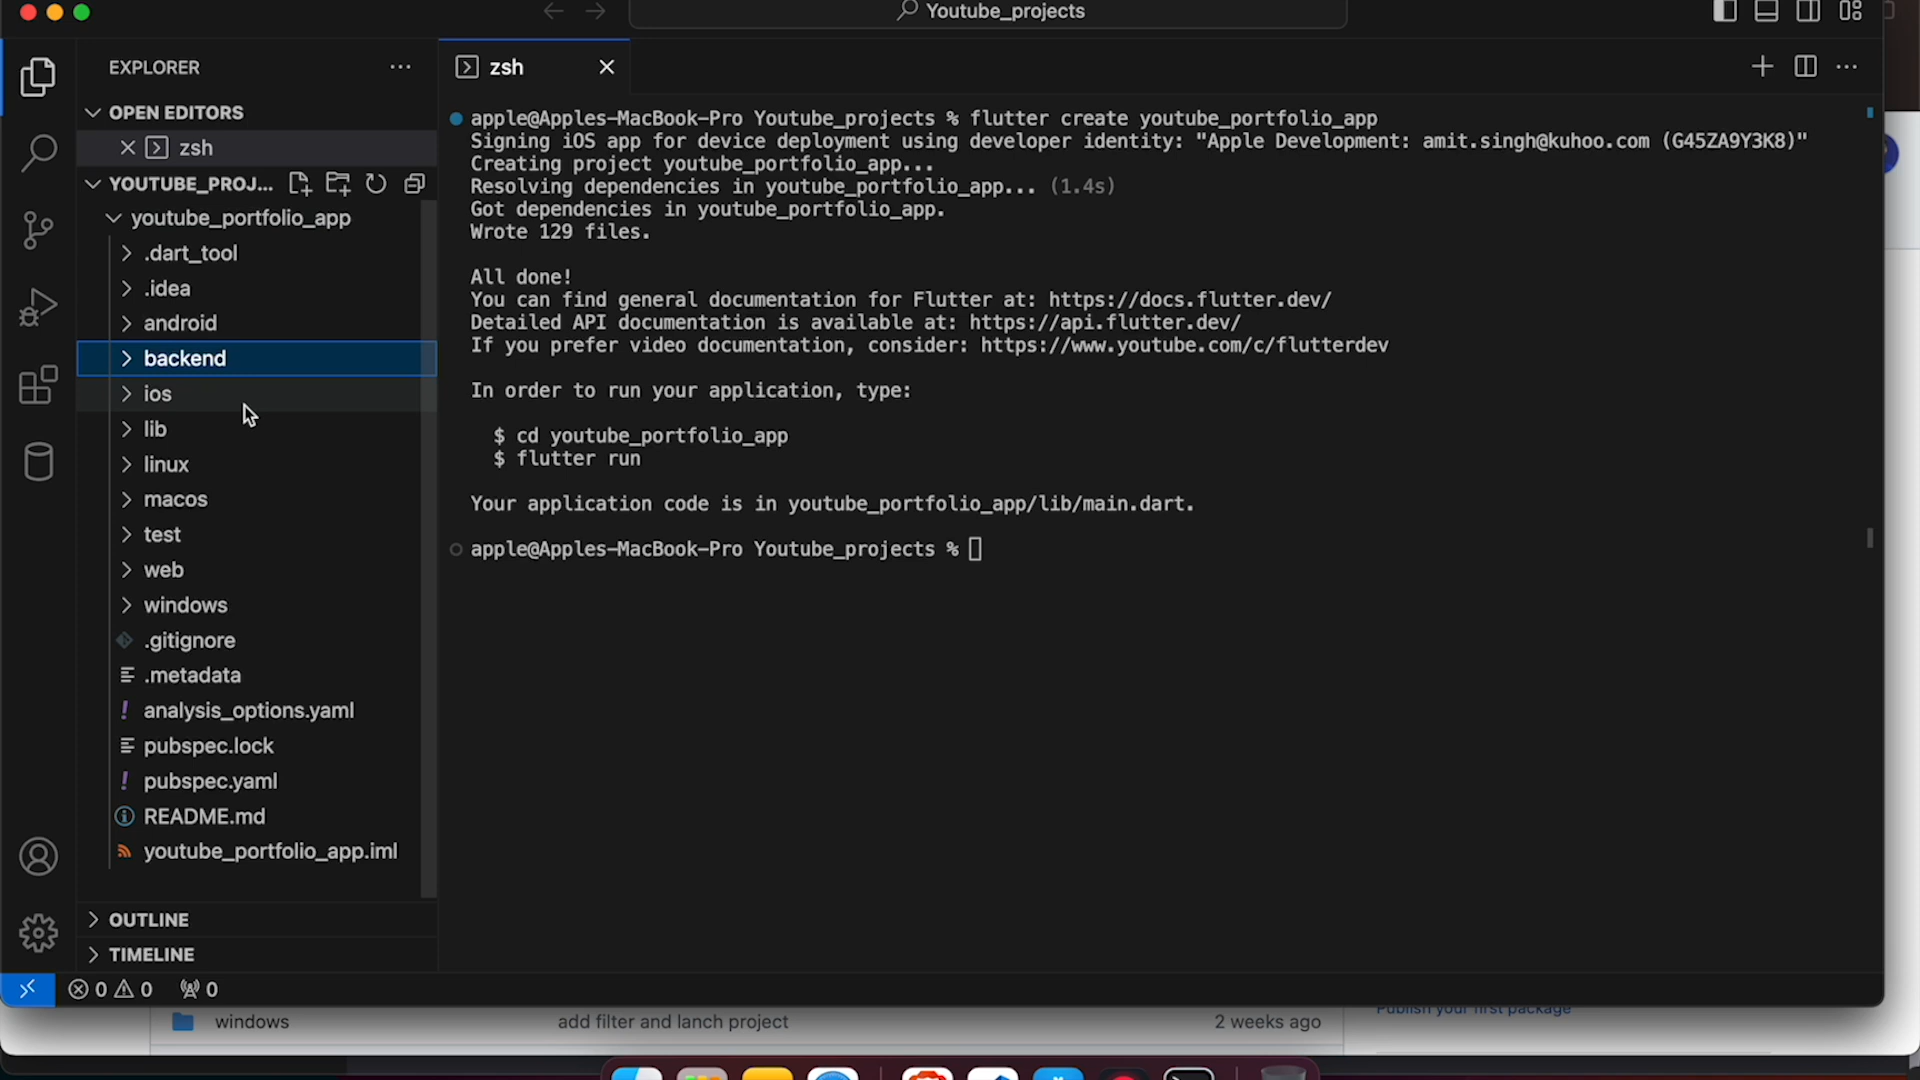 Youtube_projects
EXPLORER
OPEN EDITORS
zsh
YOUTUBE_PROJ...
youtube_portfolio_app
.dart_tool
.idea
android
backend
ios
lib
linux
macos
test
web
windows
.gitignore
.metadata
analysis_options.yaml
pubspec.lock
pubspec.yaml
README.md
youtube_portfolio_app.iml
OUTLINE
TIMELINE
0 0 0
zsh
apple@Apples-MacBook-Pro Youtube_projects % flutter create youtube_portfolio_app
Signing iOS app for device deployment using developer identity: "Apple Development: amit.singh@kuhoo.com (G45ZA9Y3K8)"
Creating project youtube_portfolio_app...
Resolving dependencies in youtube_portfolio_app... (1.4s)
Got dependencies in youtube_portfolio_app.
Wrote 129 files.
All done!
You can find general documentation for Flutter at: https://docs.flutter.dev/
Detailed API documentation is available at: https://api.flutter.dev/
If you prefer video documentation, consider: https://www.youtube.com/c/flutterdev
In order to run your application, type:
$ cd youtube_portfolio_app
$ flutter run
Your application code is in youtube_portfolio_app/lib/main.dart.
apple@Apples-MacBook-Pro Youtube_projects %
windows add filter and lanch project 2 weeks ago
Publish your first package